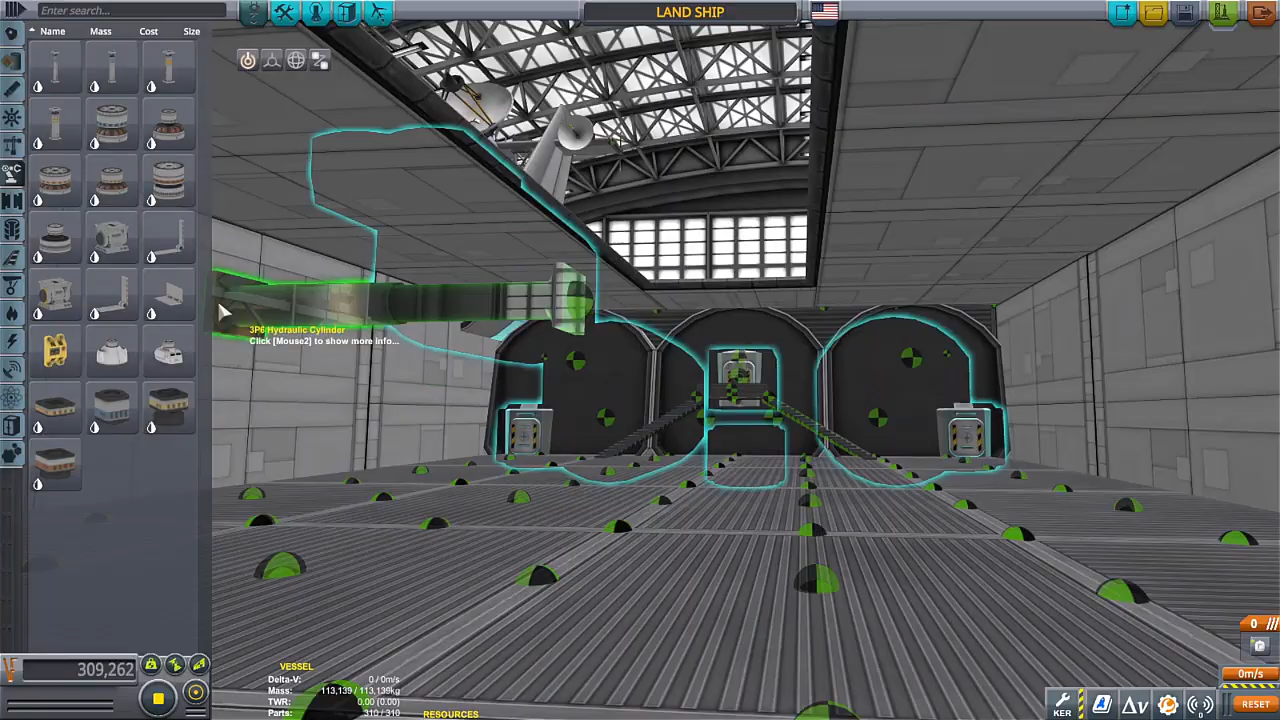 Enter search...
LAND SHIP
Name Mass Cost Size
3P6 Hydraulic Cylinder
Click [Mouse2] to show more info...
309,262
VESSEL
Delta-V: 0 / 0m/s
Mass: 113,139 / 113,139kg
TWR: 0.00 (0.00)
Parts: 310 / 310
RESOURCES
0
0m/s
KER
ΔV
RESET